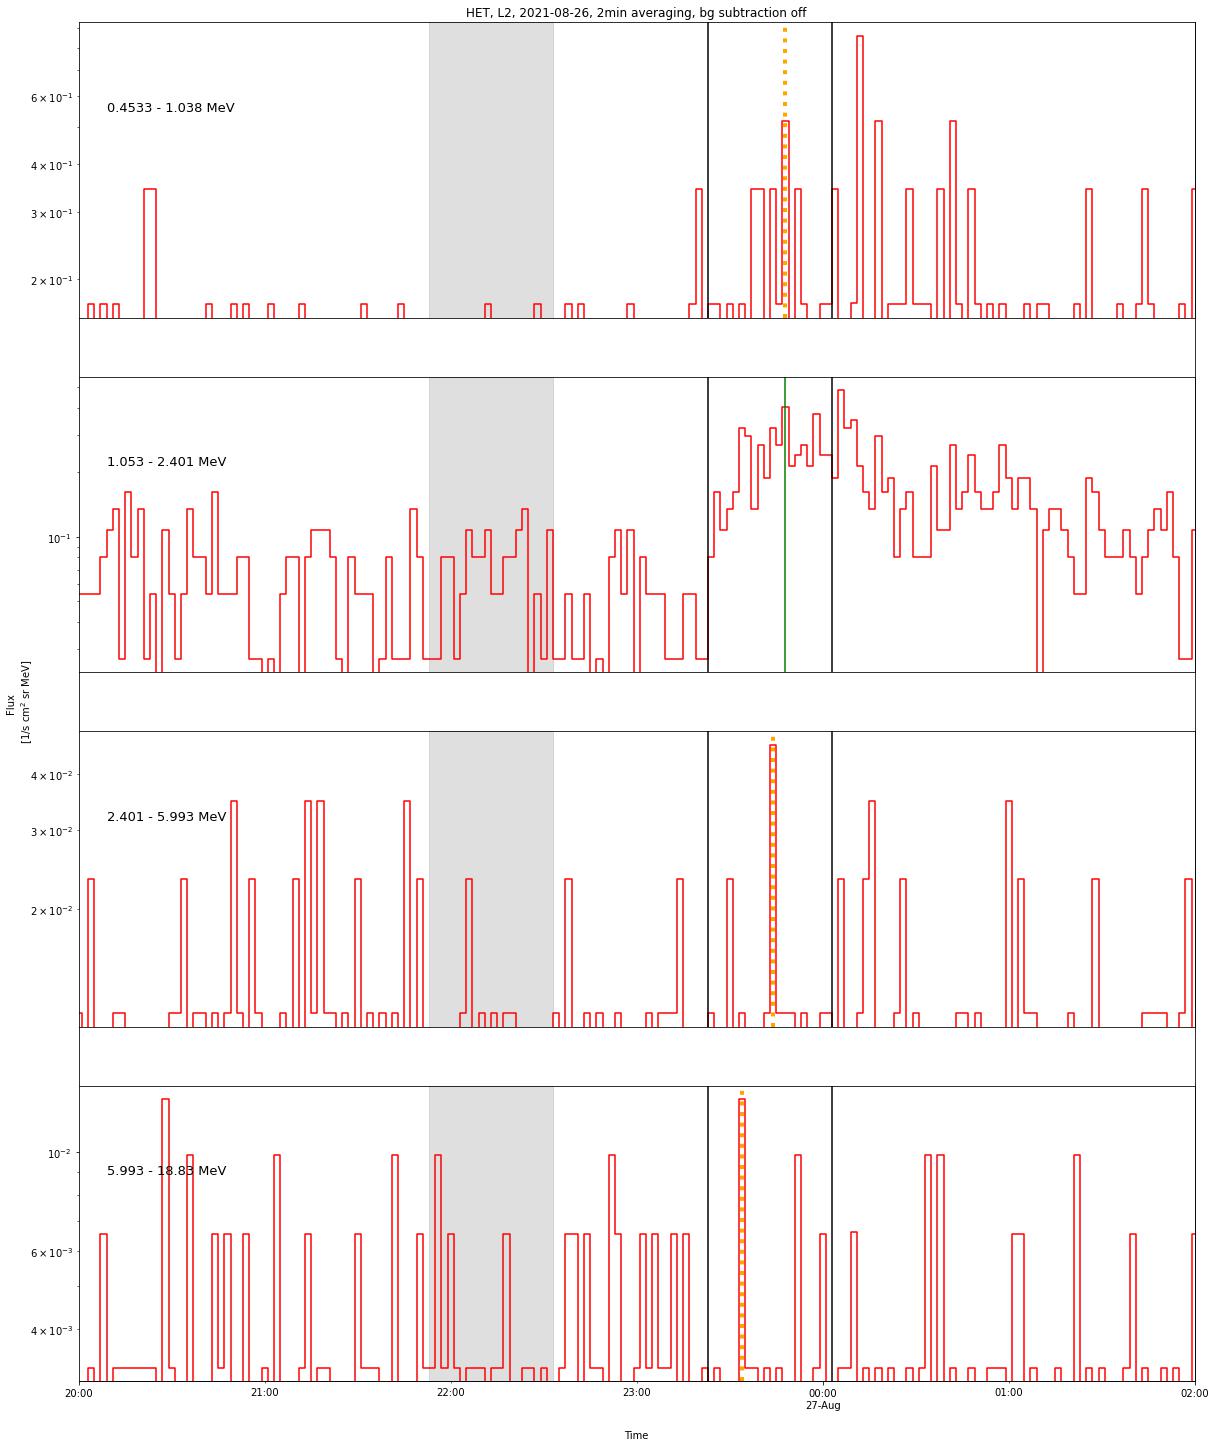 HET, L2, 2021-08-26, 2min averaging, bg subtraction off
6 × 10⁻¹
0.4533 - 1.038 MeV
4 × 10⁻¹
3 × 10⁻¹
2 × 10⁻¹
1.053 - 2.401 MeV
10⁻¹
Flux
[1/s cm² sr MeV]
4 × 10⁻²
2.401 - 5.993 MeV
3 × 10⁻²
2 × 10⁻²
10⁻²
5.993 - 18.83 MeV
6 × 10⁻³
4 × 10⁻³
20:00 21:00 22:00 23:00 00:00 01:00 02:00
27-Aug
Time